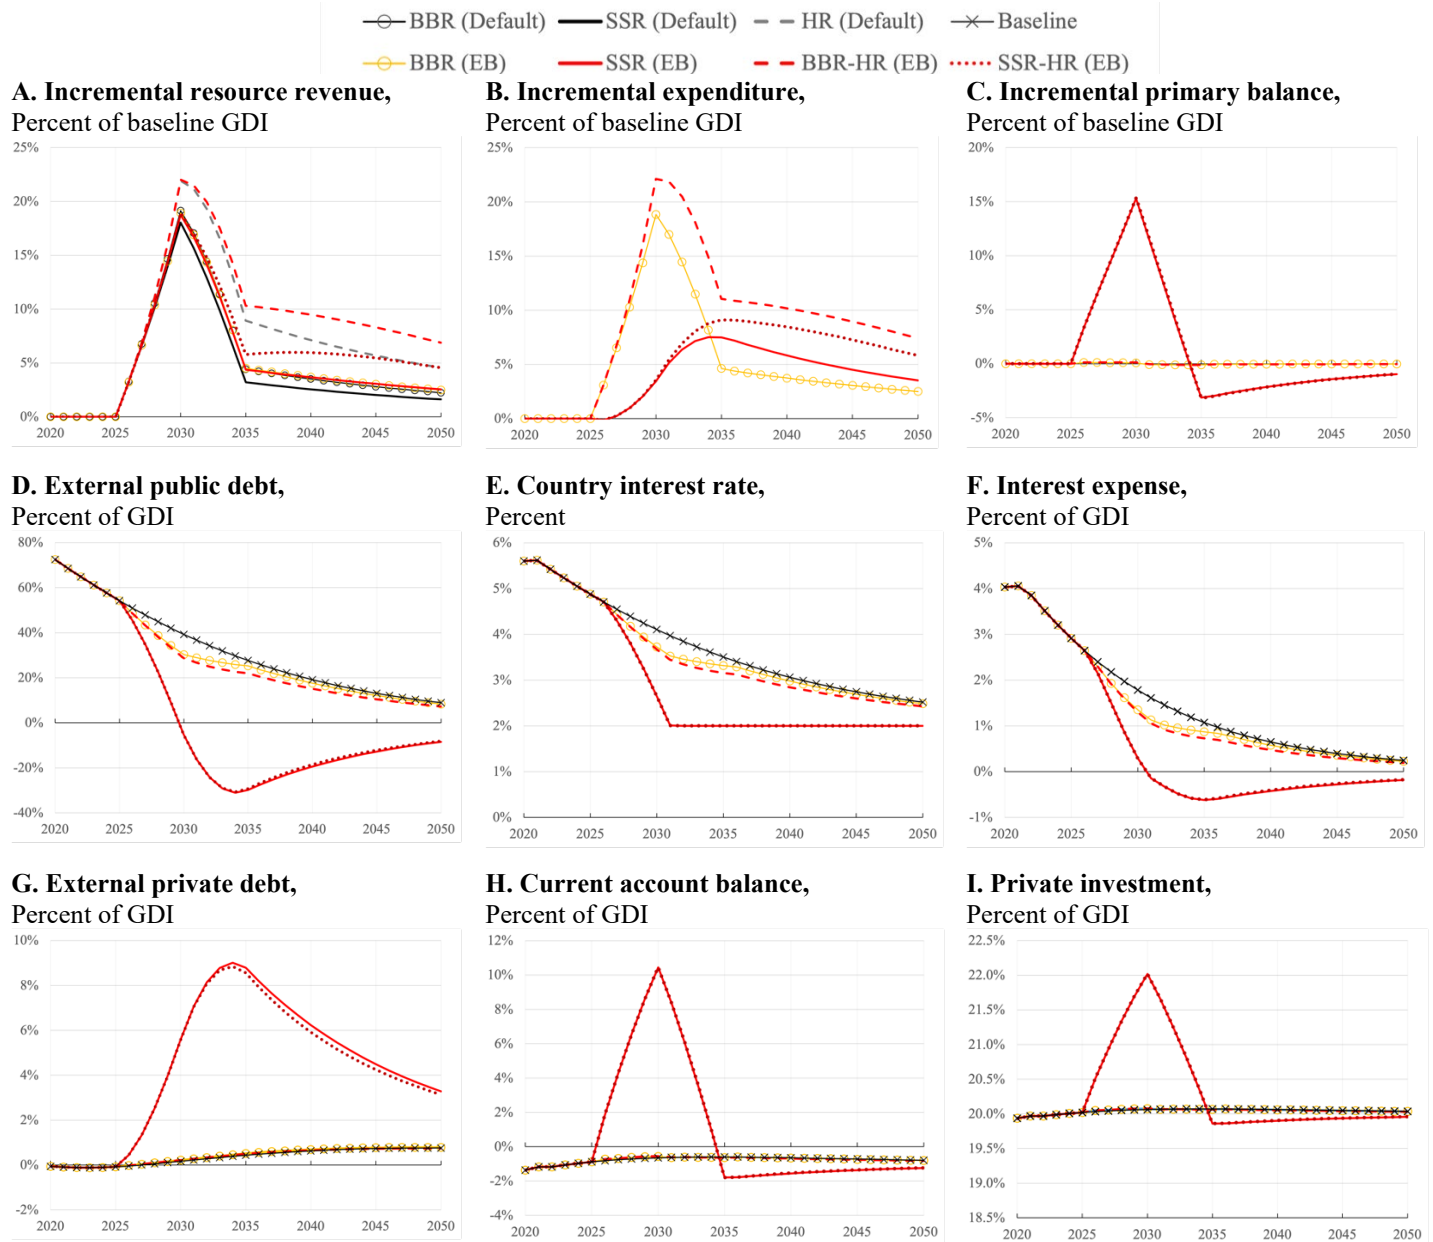 BBR (Default) SSR (Default) HR (Default) Baseline
BBR (EB) SSR (EB) BBR-HR (EB) SSR-HR (EB)
A. Incremental resource revenue,
Percent of baseline GDI
25%
20%
15%
10%
5%
0%
2020 2025 2030 2035 2040 2045 2050
B. Incremental expenditure,
Percent of baseline GDI
25%
20%
15%
10%
5%
0%
2020 2025 2030 2035 2040 2045 2050
C. Incremental primary balance,
Percent of baseline GDI
20%
15%
10%
5%
0%
-5%
2020 2025 2030 2035 2040 2045 2050
D. External public debt,
Percent of GDI
80%
60%
40%
20%
0%
-20%
-40%
2020 2025 2030 2035 2040 2045 2050
E. Country interest rate,
Percent
6%
5%
4%
3%
2%
1%
0%
2020 2025 2030 2035 2040 2045 2050
F. Interest expense,
Percent of GDI
5%
4%
3%
2%
1%
0%
-1%
2020 2025 2030 2035 2040 2045 2050
G. External private debt,
Percent of GDI
10%
8%
6%
4%
2%
0%
-2%
2020 2025 2030 2035 2040 2045 2050
H. Current account balance,
Percent of GDI
12%
10%
8%
6%
4%
2%
0%
-2%
-4%
2020 2025 2030 2035 2040 2045 2050
I. Private investment,
Percent of GDI
22.5%
22.0%
21.5%
21.0%
20.5%
20.0%
19.5%
19.0%
18.5%
2020 2025 2030 2035 2040 2045 2050